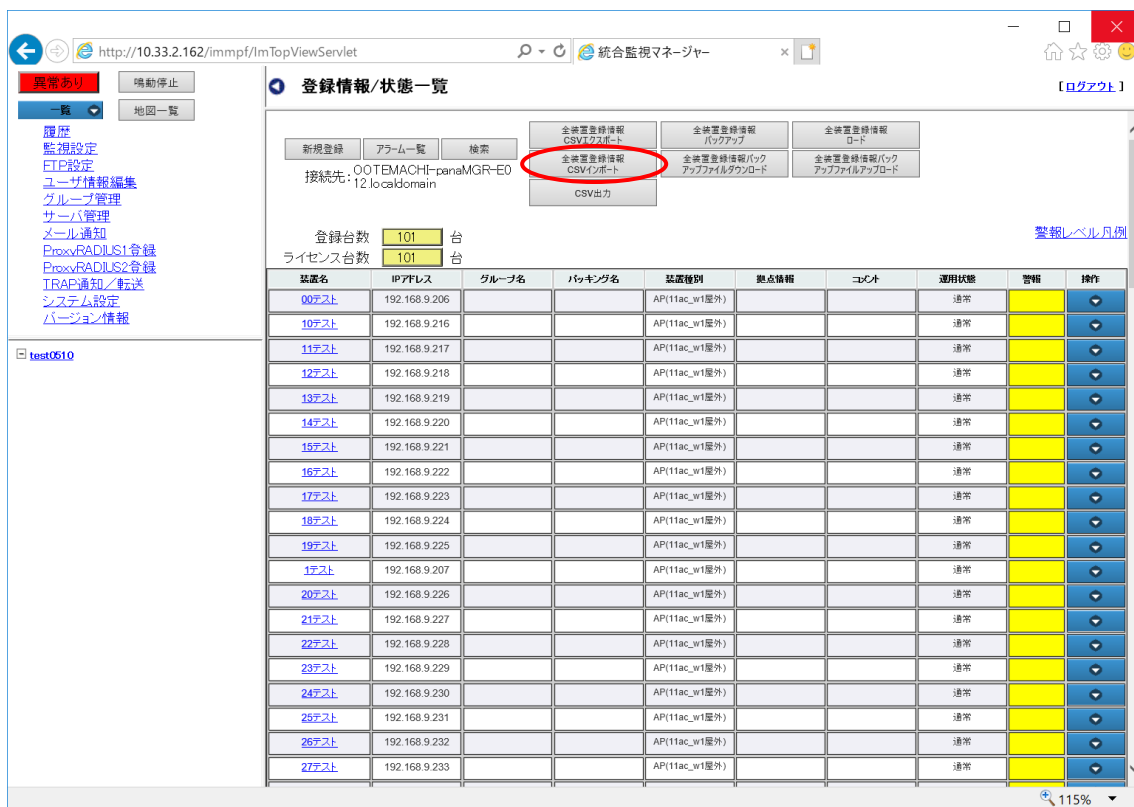 http://10.33.2.162/immpf/ImTopViewServlet
統合監視マネージャー
異常あり 鳴動停止
一覧 地図一覧
履歴
監視設定
FTP設定
ユーザ情報編集
グループ管理
サーバ管理
メール通知
ProxyRADIUS1登録
ProxyRADIUS2登録
TRAP通知／転送
システム設定
バージョン情報
test0510
登録情報/状態一覧 [ログアウト]
新規登録 アラーム一覧 検索
接続先: OOTEMACHI-panaMGR-E0
12.localdomain
全装置登録情報
CSVエクスポート
全装置登録情報
バックアップ
全装置登録情報
ロード
全装置登録情報
CSVインポート
全装置登録情報バック
アップファイルダウンロード
全装置登録情報バック
アップファイルアップロード
CSV出力
登録台数 101 台
ライセンス台数 101 台
警報レベル凡例
装置名 IPアドレス グループ名 パッキング名 装置種別 拠点情報 コメント 運用状態 警報 操作
00テスト 192.168.9.206 AP(11ac_w1屋外) 通常
10テスト 192.168.9.216 AP(11ac_w1屋外) 通常
11テスト 192.168.9.217 AP(11ac_w1屋外) 通常
12テスト 192.168.9.218 AP(11ac_w1屋外) 通常
13テスト 192.168.9.219 AP(11ac_w1屋外) 通常
14テスト 192.168.9.220 AP(11ac_w1屋外) 通常
15テスト 192.168.9.221 AP(11ac_w1屋外) 通常
16テスト 192.168.9.222 AP(11ac_w1屋外) 通常
17テスト 192.168.9.223 AP(11ac_w1屋外) 通常
18テスト 192.168.9.224 AP(11ac_w1屋外) 通常
19テスト 192.168.9.225 AP(11ac_w1屋外) 通常
1テスト 192.168.9.207 AP(11ac_w1屋外) 通常
20テスト 192.168.9.226 AP(11ac_w1屋外) 通常
21テスト 192.168.9.227 AP(11ac_w1屋外) 通常
22テスト 192.168.9.228 AP(11ac_w1屋外) 通常
23テスト 192.168.9.229 AP(11ac_w1屋外) 通常
24テスト 192.168.9.230 AP(11ac_w1屋外) 通常
25テスト 192.168.9.231 AP(11ac_w1屋外) 通常
26テスト 192.168.9.232 AP(11ac_w1屋外) 通常
27テスト 192.168.9.233 AP(11ac_w1屋外) 通常
115%